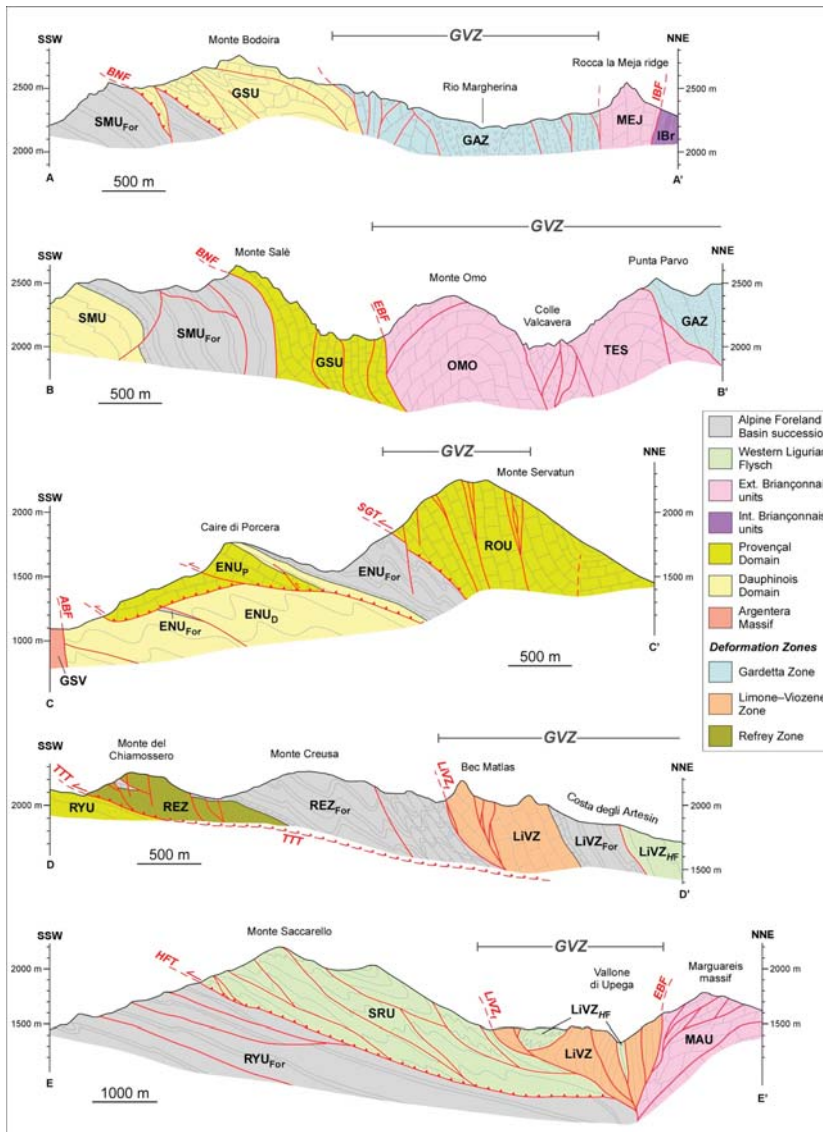 SSW
Monte Bodoira
GVZ
NNE
Rocca la Meja ridge
BNF
IBF
Rio Margherina
2500 m
2500 m
GSU
SMUFor
GAZ
MEJ
IBr
2000 m
2000 m
A
500 m
A'
GVZ
SSW
BNF
Monte Salè
NNE
Monte Omo
Punta Parvo
EBF
Colle
Valcavera
2500 m
2500 m
SMU
SMUFor
GAZ
2000 m
2000 m
GSU
OMO
TES
B
500 m
B'
GVZ
NNE
SSW
Monte Servatun
2000 m
2000 m
Caire di Porcera
SGT
ROU
ENUP
ENUFor
1500 m
1500 m
ABF
ENUFor
ENUD
1000 m
500 m
C'
GSV
C
Alpine Foreland
Basin successio
Western Ligurian
Flysch
Ext. Briançonnais
units
Int. Briançonnais
units
Provençal
Domain
Dauphinois
Domain
Argentera
Massif
Deformation Zones
Gardetta Zone
Limone–Viozene
Zone
Refrey Zone
SSW
Monte del
Chiamossero
Monte Creusa
GVZ
NNE
TTT
LiVZf
Bec Matlas
Costa degli Artesin
2000 m
2000 m
RYU
REZ
REZFor
LiVZ
LiVZFor
LiVZHF
TTT
1500 m
D
500 m
D'
SSW
Monte Saccarello
GVZ
NNE
HFT
Vallone
di Upega
Marguareis
massif
2000 m
2000 m
LiVZf
LiVZHF
EBF
SRU
1500 m
1500 m
LiVZ
MAU
RYUFor
E
1000 m
E'